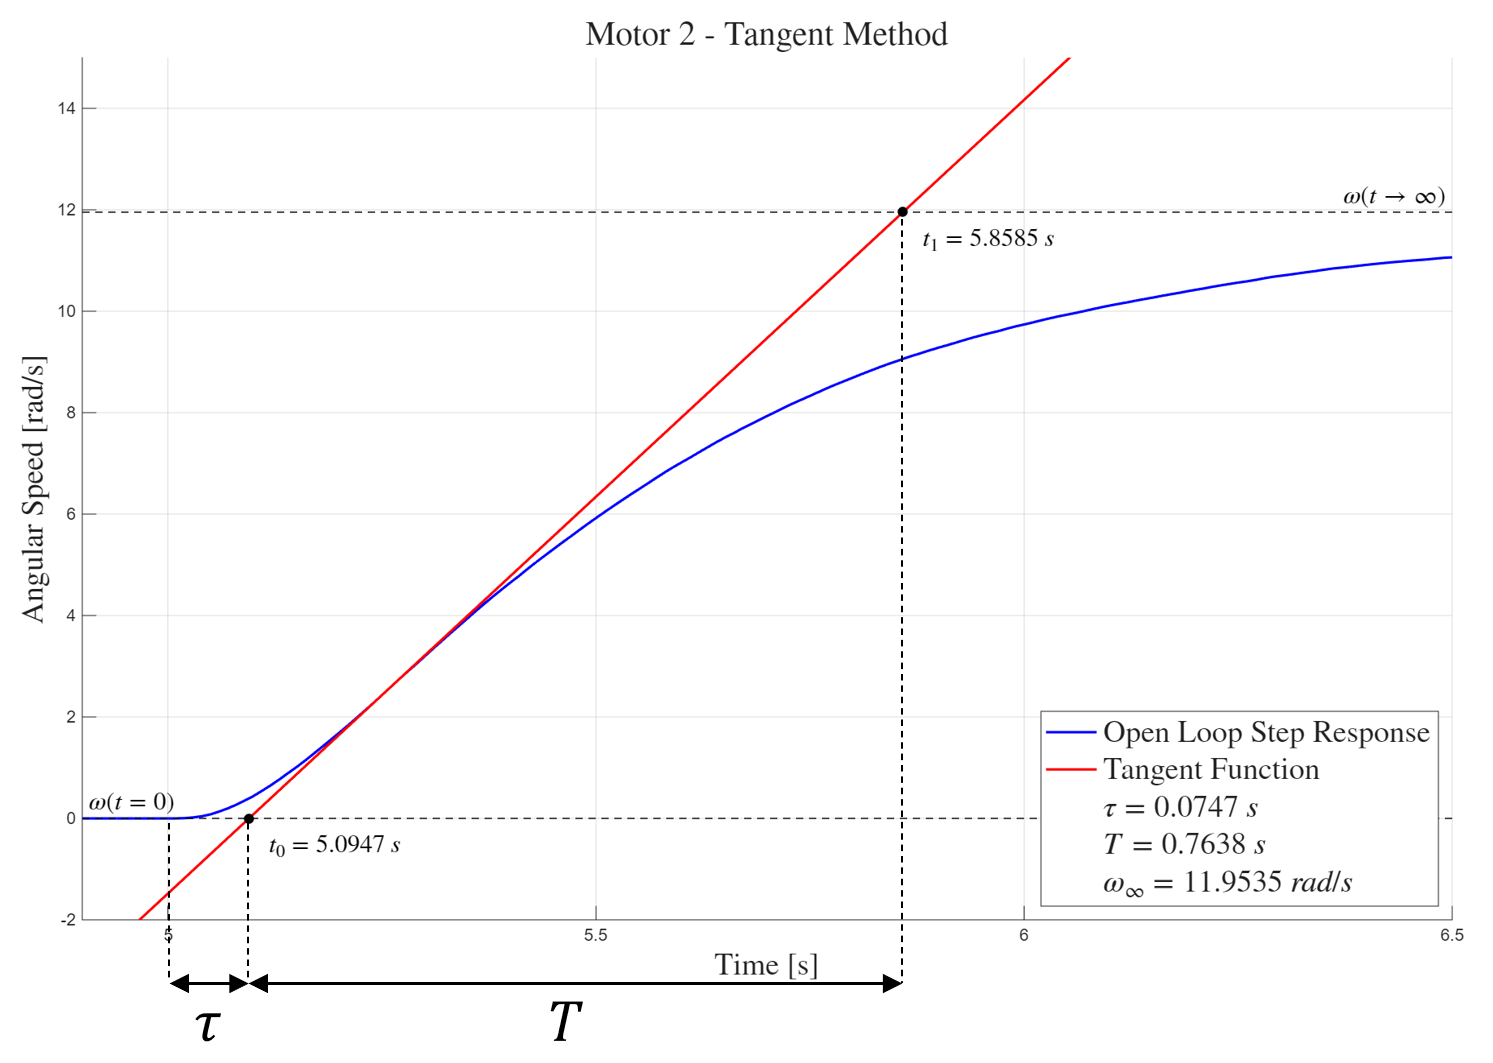 Motor 2 - Tangent Method
Angular Speed [rad/s]
14
12
10
8
6
4
2
0
-2
ω(t → ∞)
t₁ = 5.8585 s
ω(t = 0)
t₀ = 5.0947 s
Open Loop Step Response
Tangent Function
τ = 0.0747 s
T = 0.7638 s
ω∞ = 11.9535 rad/s
5
5.5
6
6.5
Time [s]
τ
T